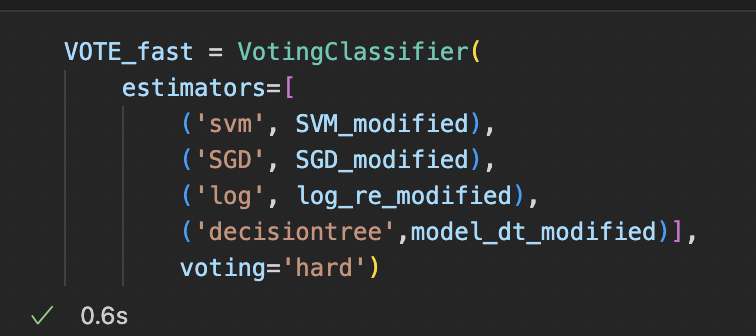 VOTE_fast = VotingClassifier(
    estimators=[
        ('svm', SVM_modified),
        ('SGD', SGD_modified),
        ('log', log_re_modified),
        ('decisiontree',model_dt_modified)],
        voting='hard')
✓ 0.6s